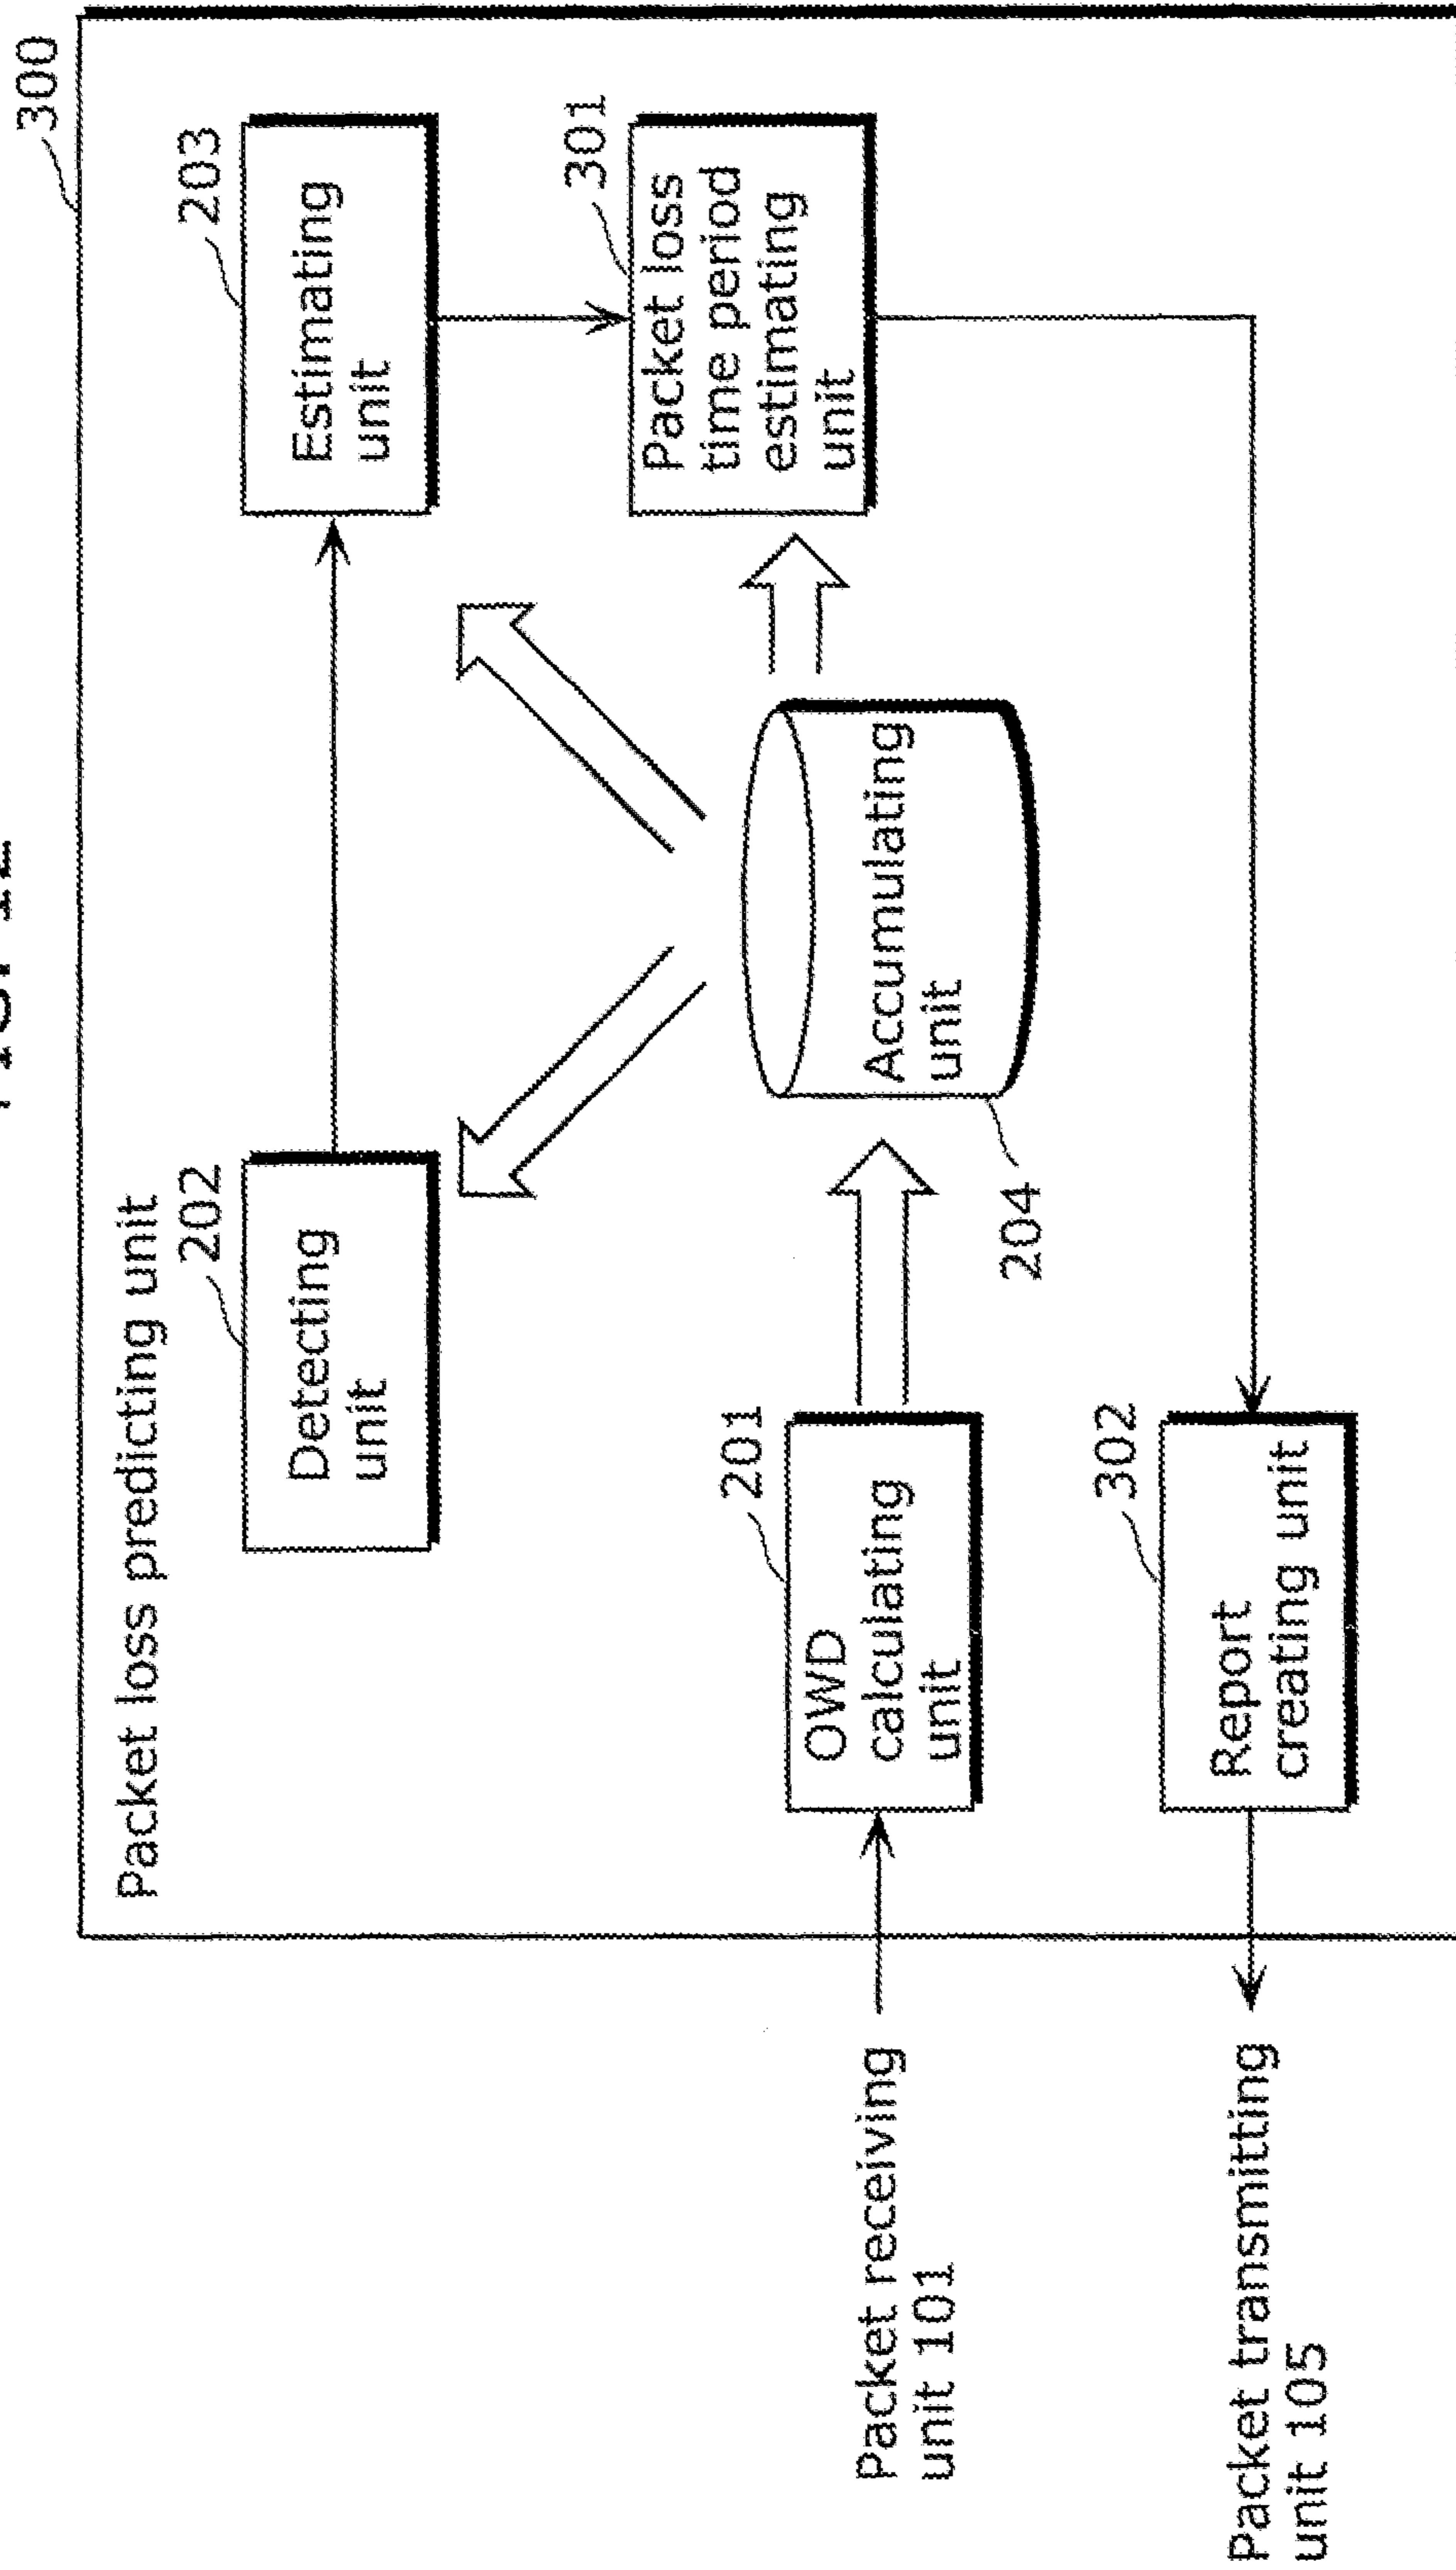 300
Packet loss predicting unit
202
Detecting
unit
203
Estimating
unit
301
Packet loss
time period
estimating
unit
201
OWD
calculating
unit
Accumulating
unit
204
302
Report
creating unit
Packet receiving
unit 101
Packet transmitting
unit 105